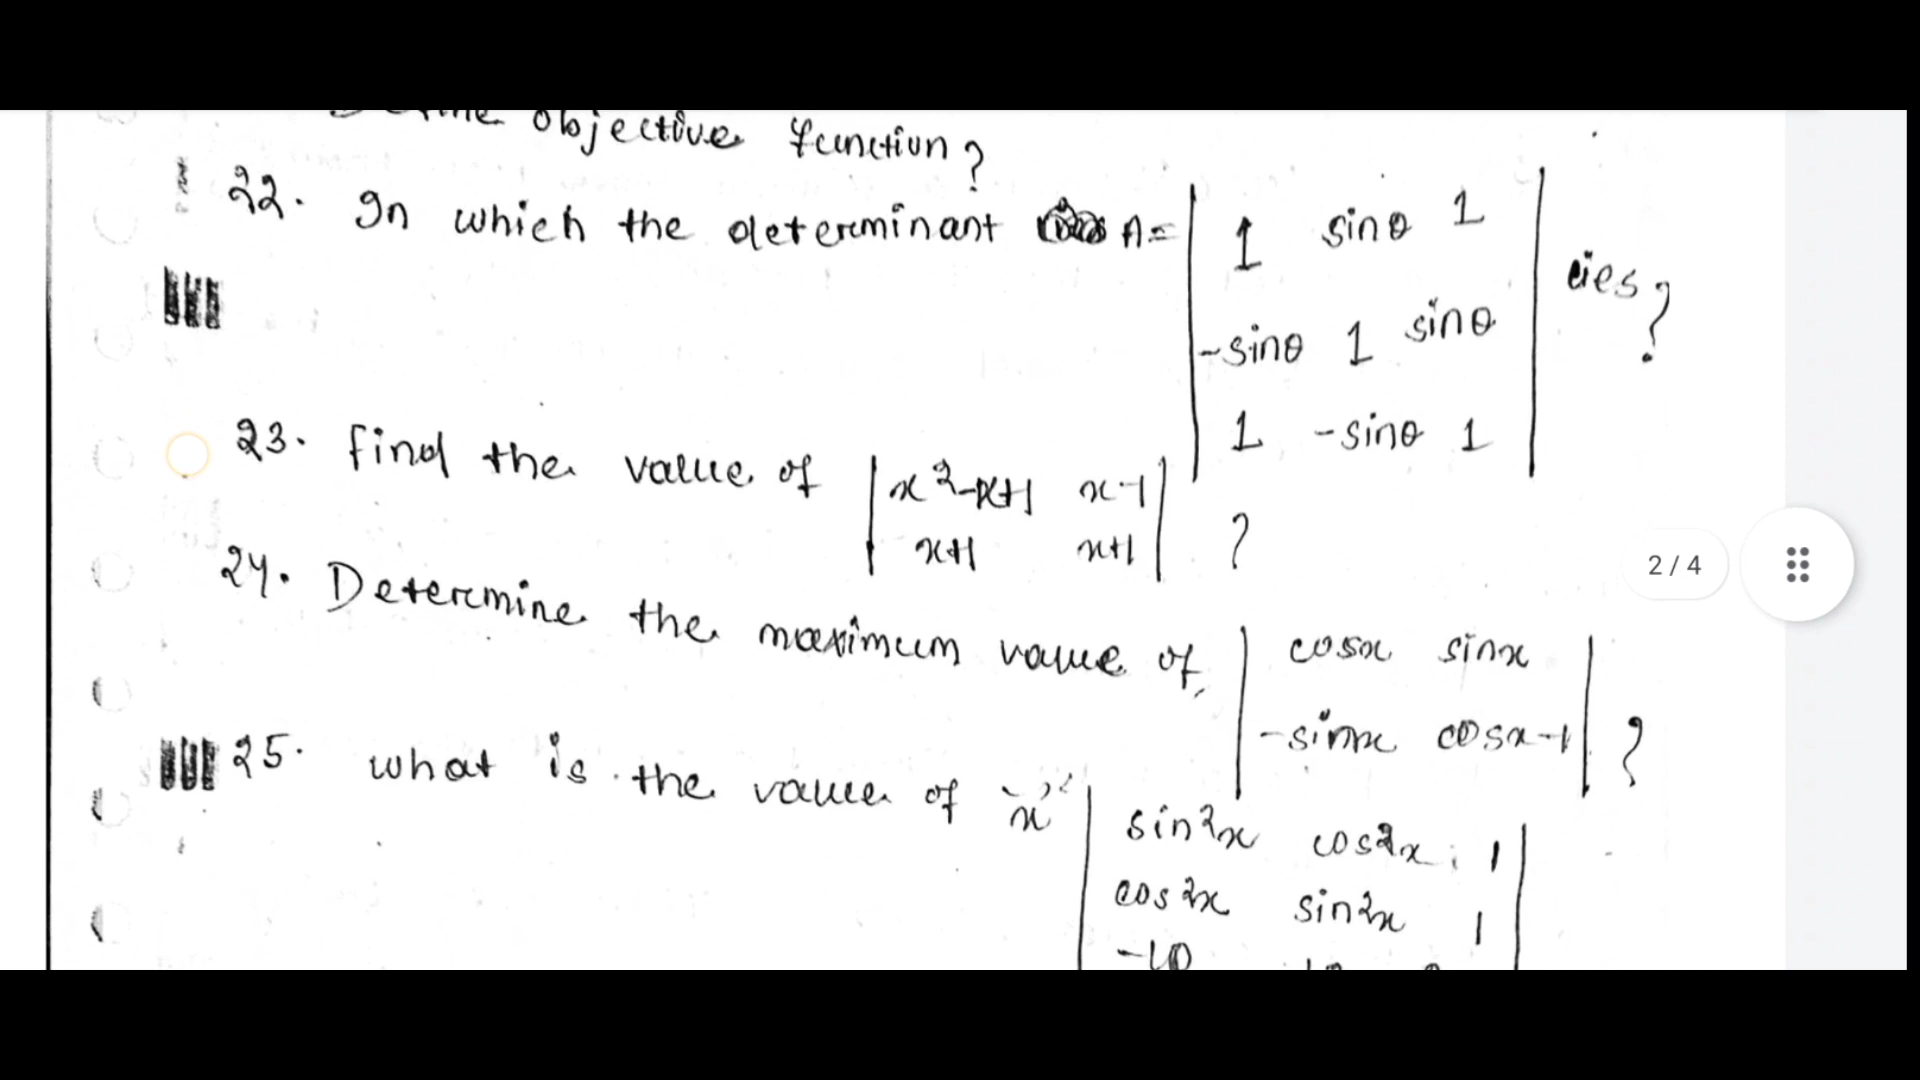 objective function?
22. In which the determinant A= | 1 sinθ 1 | lies?
| -sinθ 1 sinθ |
| 1 -sinθ 1 |
23. find the value of | x²-x+1 x-1 | ?
| x+1 x+1 |
24. Determine the maximum value of | cosx sinx |
| -sinx cosx-1 | ?
25. what is the value of x | sin²x cos²x 1 |
| cos²x sin²x 1 |
-10
2 / 4